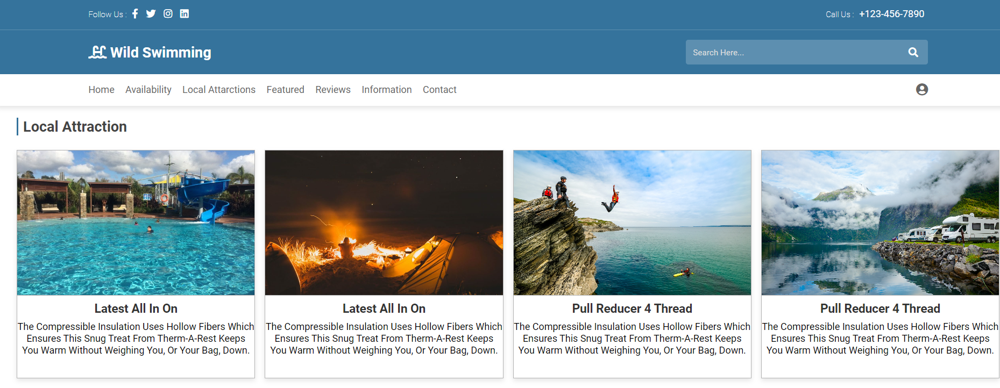 Follow Us :
Call Us : +123-456-7890
Wild Swimming
Search Here...
Home Availability Local Attarctions Featured Reviews Information Contact
Local Attraction
Latest All In On
The Compressible Insulation Uses Hollow Fibers Which
Ensures This Snug Treat From Therm-A-Rest Keeps
You Warm Without Weighing You, Or Your Bag, Down.
Latest All In On
The Compressible Insulation Uses Hollow Fibers Which
Ensures This Snug Treat From Therm-A-Rest Keeps
You Warm Without Weighing You, Or Your Bag, Down.
Pull Reducer 4 Thread
The Compressible Insulation Uses Hollow Fibers Which
Ensures This Snug Treat From Therm-A-Rest Keeps
You Warm Without Weighing You, Or Your Bag, Down.
Pull Reducer 4 Thread
The Compressible Insulation Uses Hollow Fibers Which
Ensures This Snug Treat From Therm-A-Rest Keeps
You Warm Without Weighing You, Or Your Bag, Down.